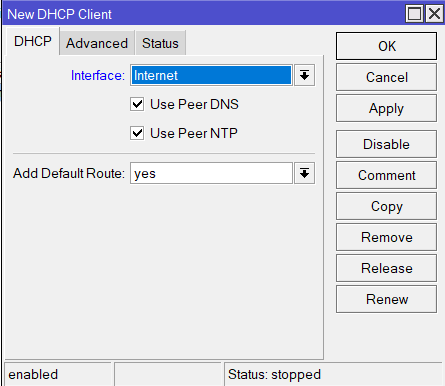 New DHCP Client
DHCP Advanced Status
OK
Interface: Internet
Cancel
Use Peer DNS
Apply
Use Peer NTP
Disable
Add Default Route: yes
Comment
Copy
Remove
Release
Renew
enabled Status: stopped